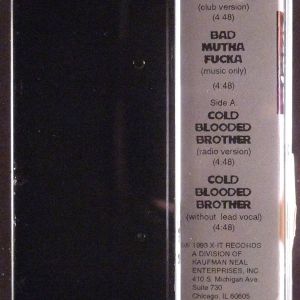 (club version)
(4:48)
BAD
MUTHA
FUCKA
(music only)
(4:48)
Side A.
COLD
BLOODED
BROTHER
(radio version)
(4:48)
COLD
BLOODED
BROTHER
(without lead vocal)
(4:48)
1993 X-IT RECORDS
A DIVISION OF
KAUFMAN NEAL
ENTERPRISES, INC
410 S. Michigan Ave.
Suite 730
Chicago, IL 60605